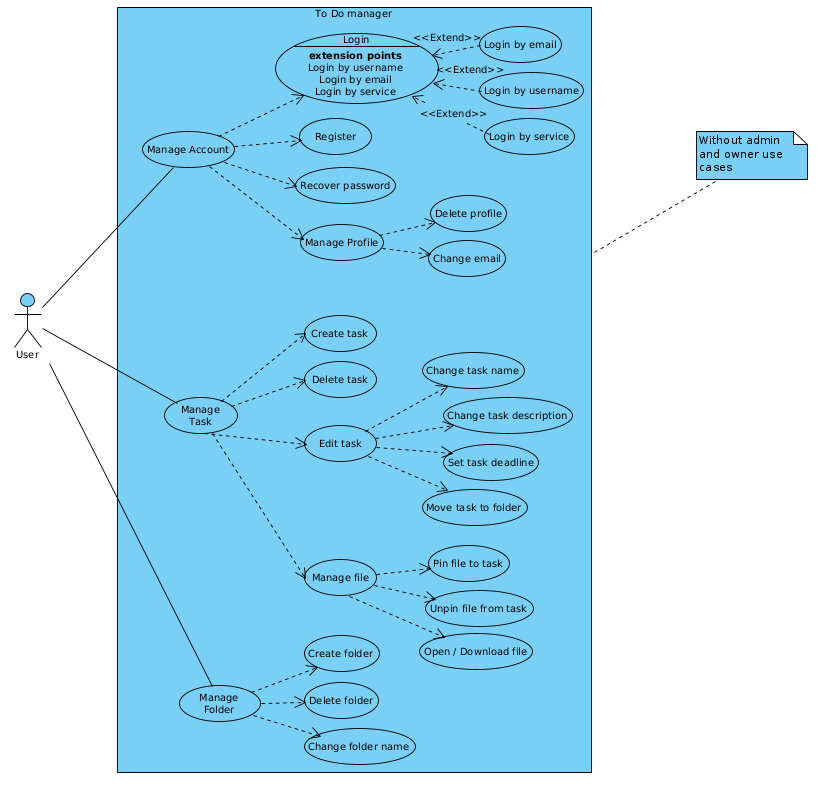 To Do manager
Login
extension points
Login by username
Login by email
Login by service
<<Extend>>
Login by email
<<Extend>>
Login by username
<<Extend>>
Login by service
Manage Account
Register
Recover password
Manage Profile
Delete profile
Change email
Without admin
and owner use
cases
User
Manage
Task
Create task
Delete task
Edit task
Change task name
Change task description
Set task deadline
Move task to folder
Manage file
Pin file to task
Unpin file from task
Open / Download file
Manage
Folder
Create folder
Delete folder
Change folder name